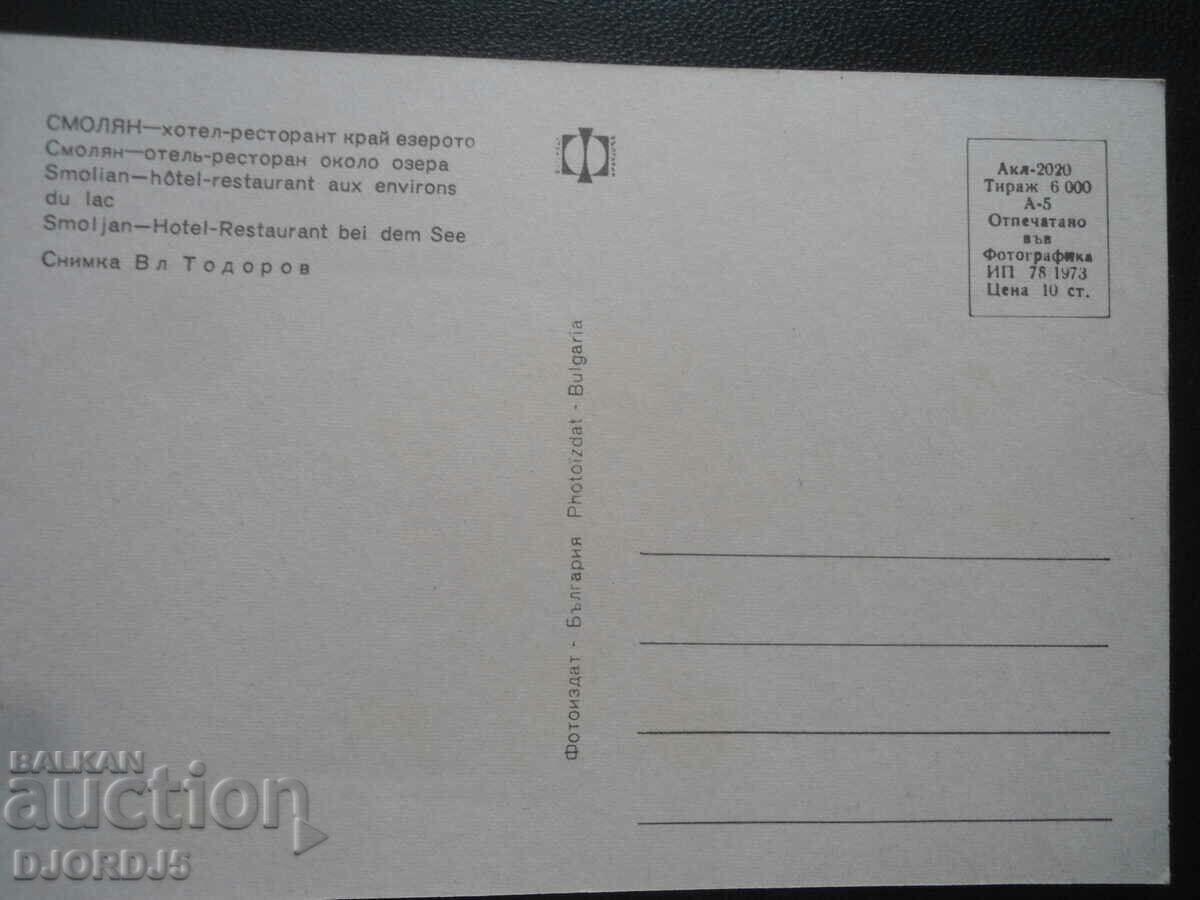 СМОЛЯН—хотел-ресторант край езерото
Смолян—отель-ресторан около озера
Smolian—hôtel-restaurant aux environs
du lac
Smoljan—Hotel-Restaurant bei dem See
Снимка Вл Тодоров
Акл-2020
Тираж 6 000
А-5
Отпечатано
във
Фотографика
ИП 78 1973
Цена 10 ст.
Фотоиздат - България Photoizdat - Bulgaria
BALKAN
auction
DJORDJ5